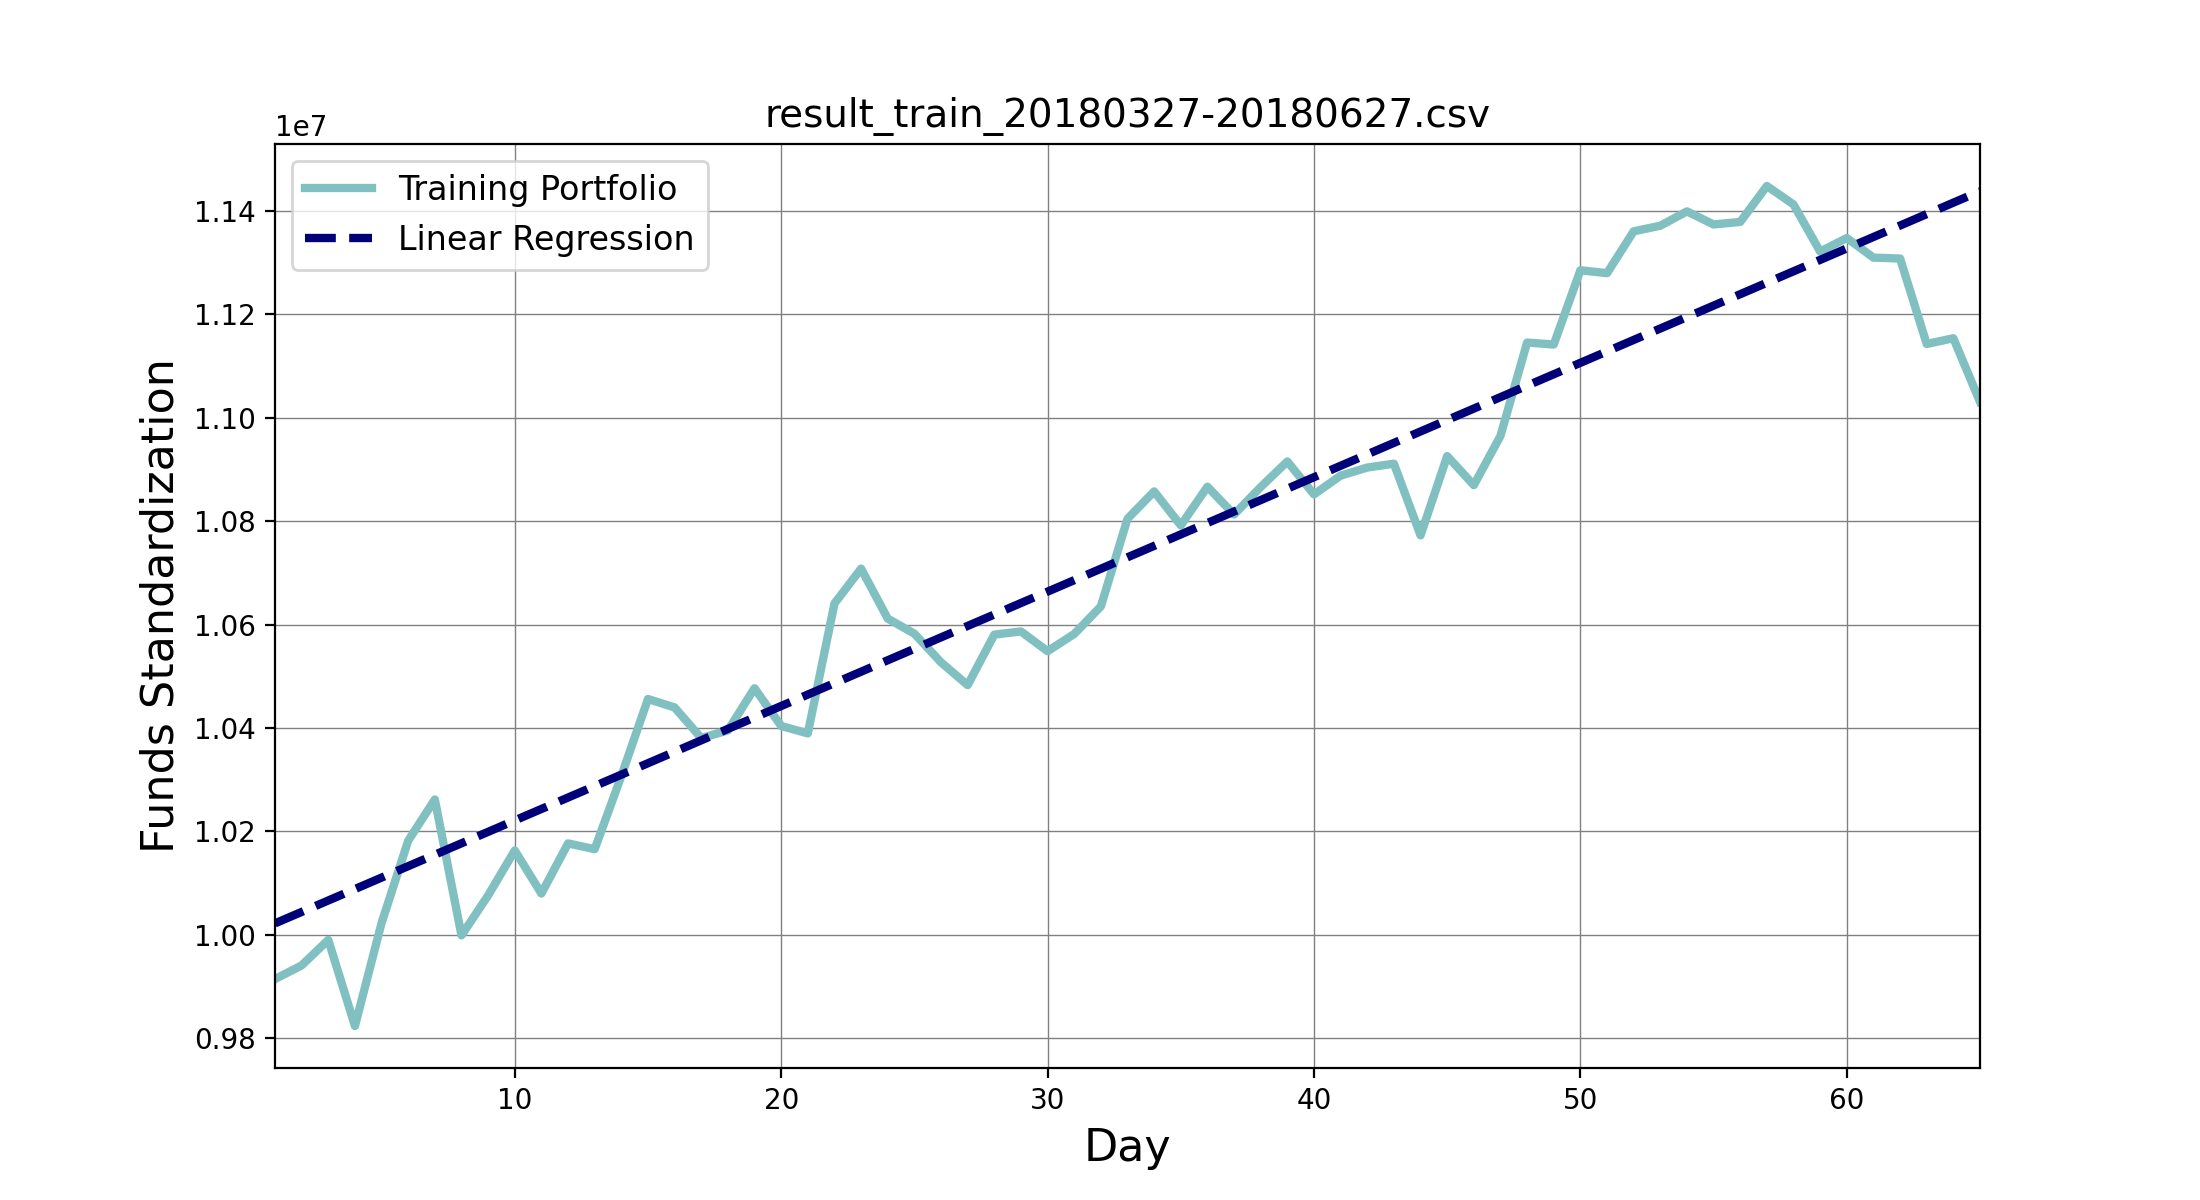 result_train_20180327-20180627.csv
1e7
Training Portfolio
Linear Regression
1.14
1.12
1.10
1.08
1.06
1.04
1.02
1.00
0.98
Funds Standardization
10 20 30 40 50 60
Day